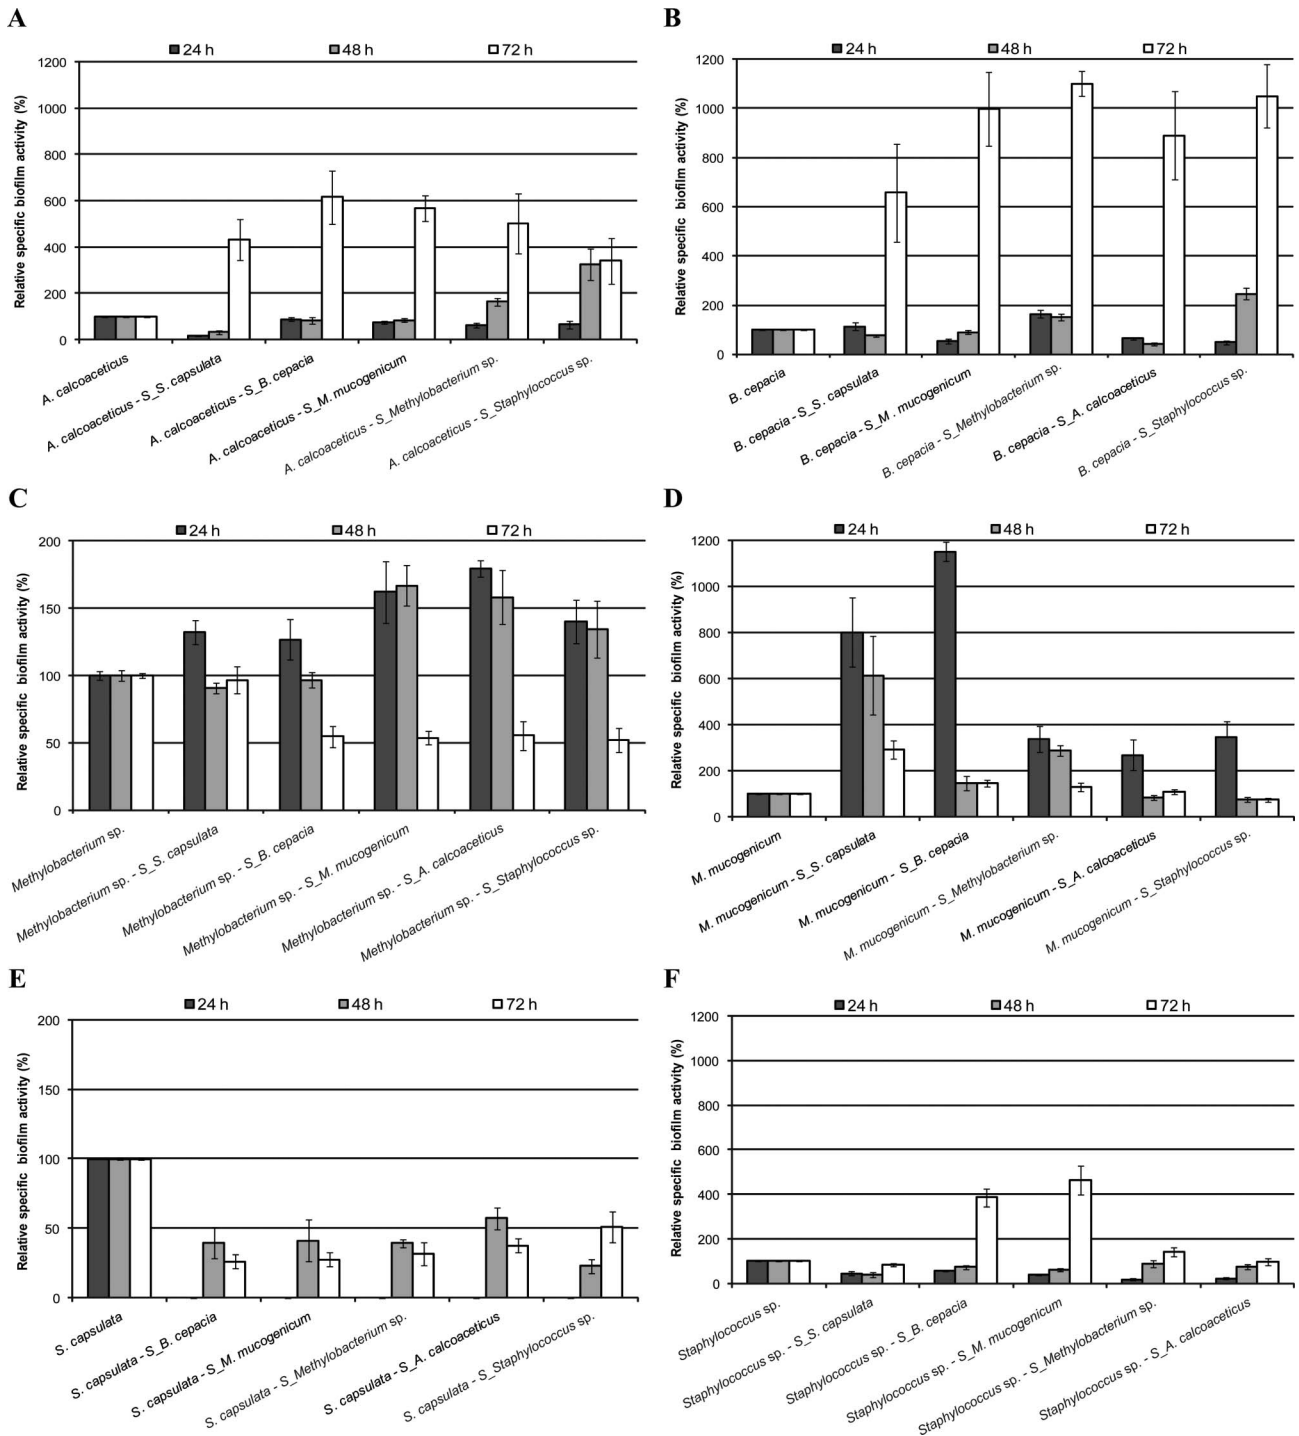 A
24 h 48 h 72 h
Relative specific biofilm activity (%)
1200
1000
800
600
400
200
0
A. calcoaceticus
A. calcoaceticus - S_S. capsulata
A. calcoaceticus - S_B. cepacia
A. calcoaceticus - S_M. mucogenicum
A. calcoaceticus - S_Methylobacterium sp.
A. calcoaceticus - S_Staphylococcus sp.
B
24 h 48 h 72 h
Relative specific biofilm activity (%)
1200
1000
800
600
400
200
0
B. cepacia
B. cepacia - S_S. capsulata
B. cepacia - S_M . mucogenicum
B. cepacia - S_Methylobacterium sp.
B. cepacia - S_A. calcoaceticus
B. cepacia - S_Staphylococcus sp.
C
24 h 48 h 72 h
Relative specific biofilm activity (%)
200
150
100
50
0
Methylobacterium sp.
Methylobacterium sp. - S_S. capsulata
Methylobacterium sp. - S_B. cepacia
Methylobacterium sp. - S_M. mucogenicum
Methylobacterium sp. - S_A. calcoaceticus
Methylobacterium sp. - S_Staphylococcus sp.
D
24 h 48 h 72 h
Relative specific biofilm activity (%)
1200
1000
800
600
400
200
0
M. mucogenicum
M. mucogenicum - S_S. capsulata
M. mucogenicum - S_B. cepacia
M. mucogenicum - S_Methylobacterium sp.
M. mucogenicum - S_A. calcoaceticus
M. mucogenicum - S_Staphylococcus sp.
E
24 h 48 h 72 h
Relative specific biofilm activity (%)
200
150
100
50
0
S. capsulata
S. capsulata - S_B. cepacia
S. capsulata - S_M. mucogenicum
S. capsulata - S_Methylobacterium sp.
S. capsulata - S_A. calcoaceticus
S. capsulata - S_Staphylococcus sp.
F
24 h 48 h 72 h
Relative specific biofilm activity (%)
1200
1000
800
600
400
200
0
Staphylococcus sp.
Staphylococcus sp. - S_S. capsulata
Staphylococcus sp. - S_B. cepacia
Staphylococcus sp. - S_M. mucogenicum
Staphylococcus sp. - S_Methylobacterium sp.
Staphylococcus sp. - S_A. calcoaceticus